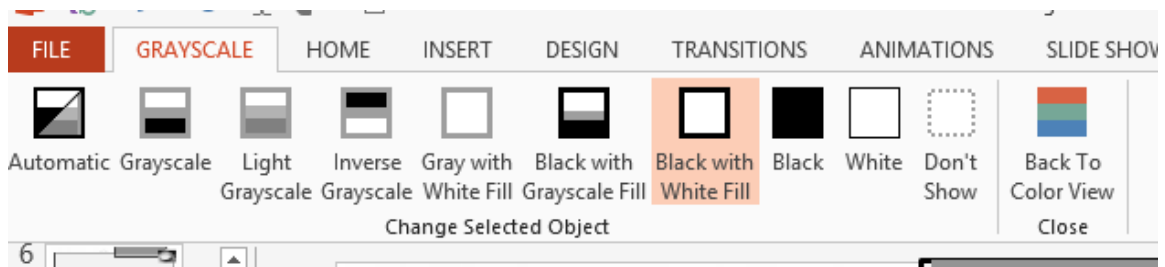 FILE GRAYSCALE HOME INSERT DESIGN TRANSITIONS ANIMATIONS SLIDE SHOW
Automatic Grayscale Light Inverse Gray with Black with Black with Black White Don't Back To
Grayscale Grayscale White Fill Grayscale Fill White Fill Show Color View
Change Selected Object Close
6